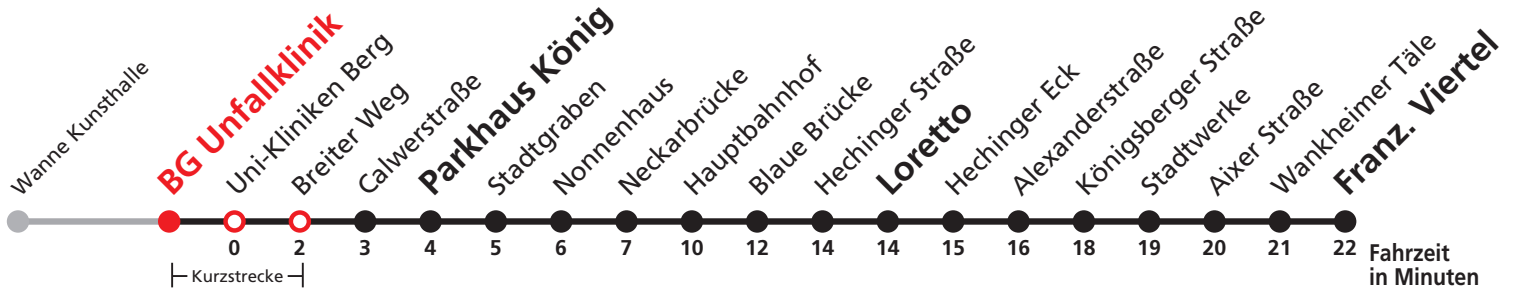 Wanne Kunsthalle
BG Unfallklinik
Uni-Kliniken Berg
Breiter Weg
Calwerstraße
Parkhaus König
Stadtgraben
Nonnenhaus
Neckarbrücke
Hauptbahnhof
Blaue Brücke
Hechinger Straße
Loretto
Hechinger Eck
Alexanderstraße
Königsberger Straße
Stadtwerke
Aixer Straße
Wankheimer Täle
Franz. Viertel
0 2 3 4 5 6 7 10 12 14 14 15 16 18 19 20 21 22
Fahrzeit
in Minuten
Kurzstrecke